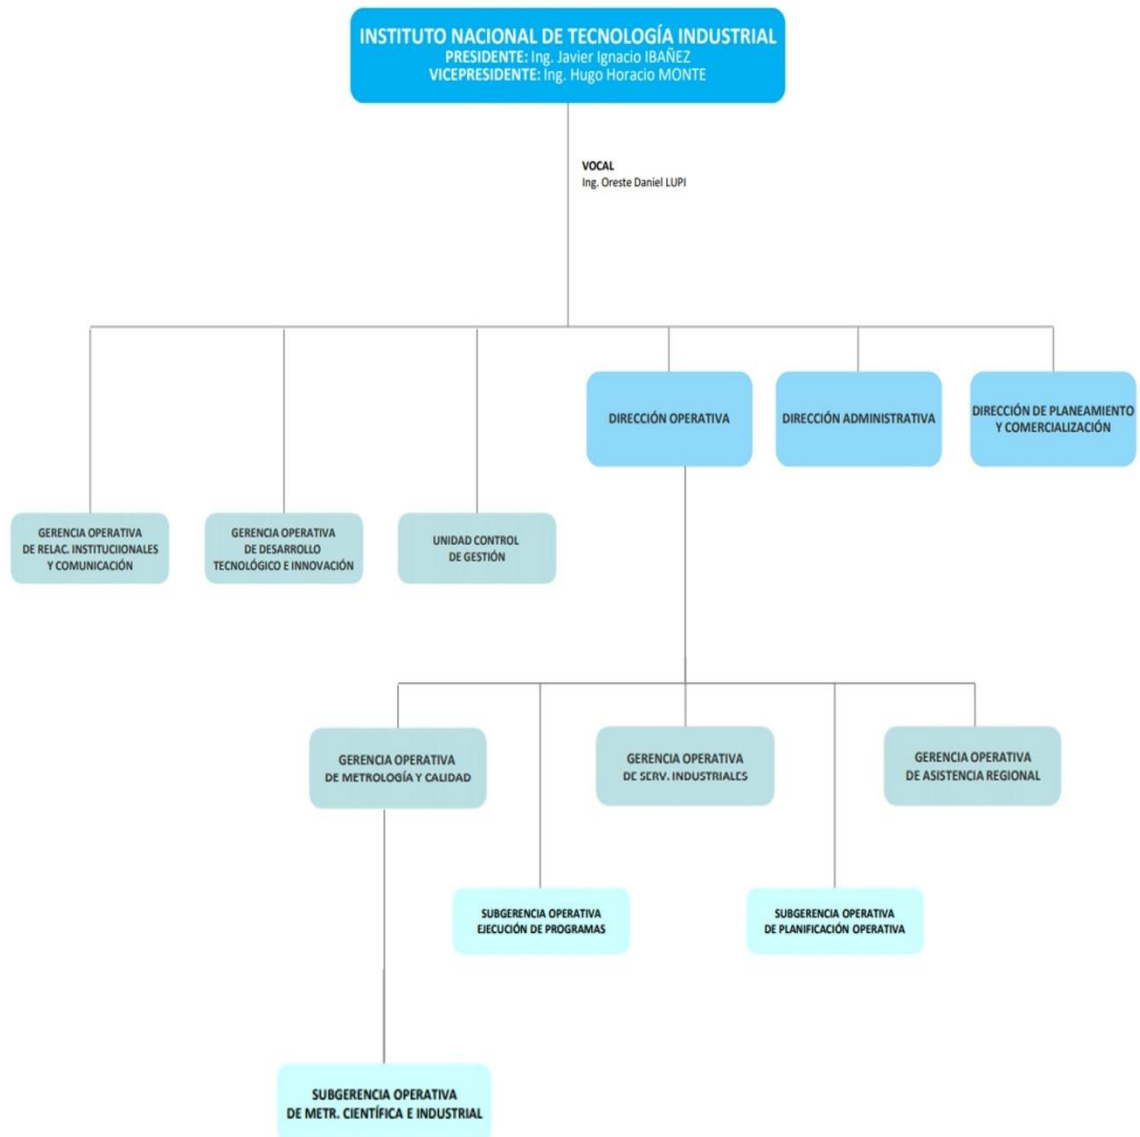 INSTITUTO NACIONAL DE TECNOLOGÍA INDUSTRIAL
PRESIDENTE: Ing. Javier Ignacio IBAÑEZ
VICEPRESIDENTE: Ing. Hugo Horacio MONTE
VOCAL
Ing. Oreste Daniel LUPI
DIRECCIÓN OPERATIVA
DIRECCIÓN ADMINISTRATIVA
DIRECCIÓN DE PLANEAMIENTO
Y COMERCIALIZACIÓN
GERENCIA OPERATIVA
DE RELAC. INSTITUCIIONALES
Y COMUNICACIÓN
GERENCIA OPERATIVA
DE DESARROLLO
TECNOLÓGICO E INNOVACIÓN
UNIDAD CONTROL
DE GESTIÓN
GERENCIA OPERATIVA
DE METROLOGÍA Y CALIDAD
GERENCIA OPERATIVA
DE SERV. INDUSTRIALES
GERENCIA OPERATIVA
DE ASISTENCIA REGIONAL
SUBGERENCIA OPERATIVA
EJECUCIÓN DE PROGRAMAS
SUBGERENCIA OPERATIVA
DE PLANIFICACIÓN OPERATIVA
SUBGERENCIA OPERATIVA
DE METR. CIENTÍFICA E INDUSTRIAL